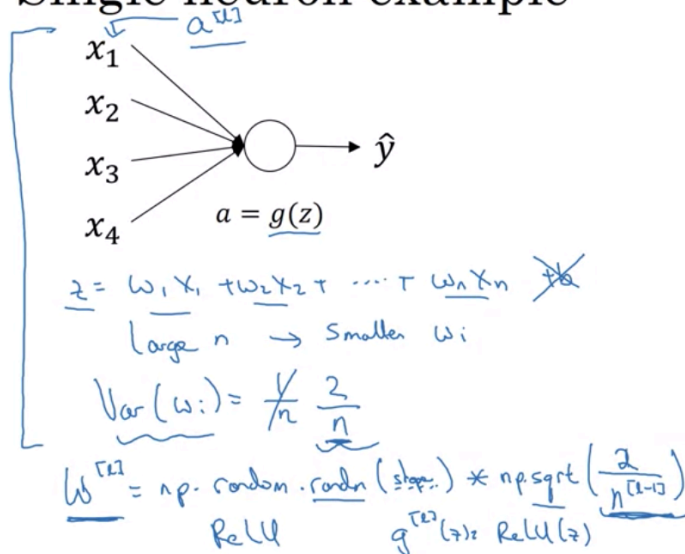 Single neuron example
a^[l]
x₁
x₂
x₃
x₄
ŷ
a = g(z)
z = w₁x₁ + w₂x₂ + ···· + wₙxₙ +b
Large n → Smaller wᵢ
Var(wᵢ) = 1/n 2/n
W^[l] = np.random.randn(shape..) * np.sqrt(2/n^[l-1])
ReLU g^[l](z) = ReLU(z)